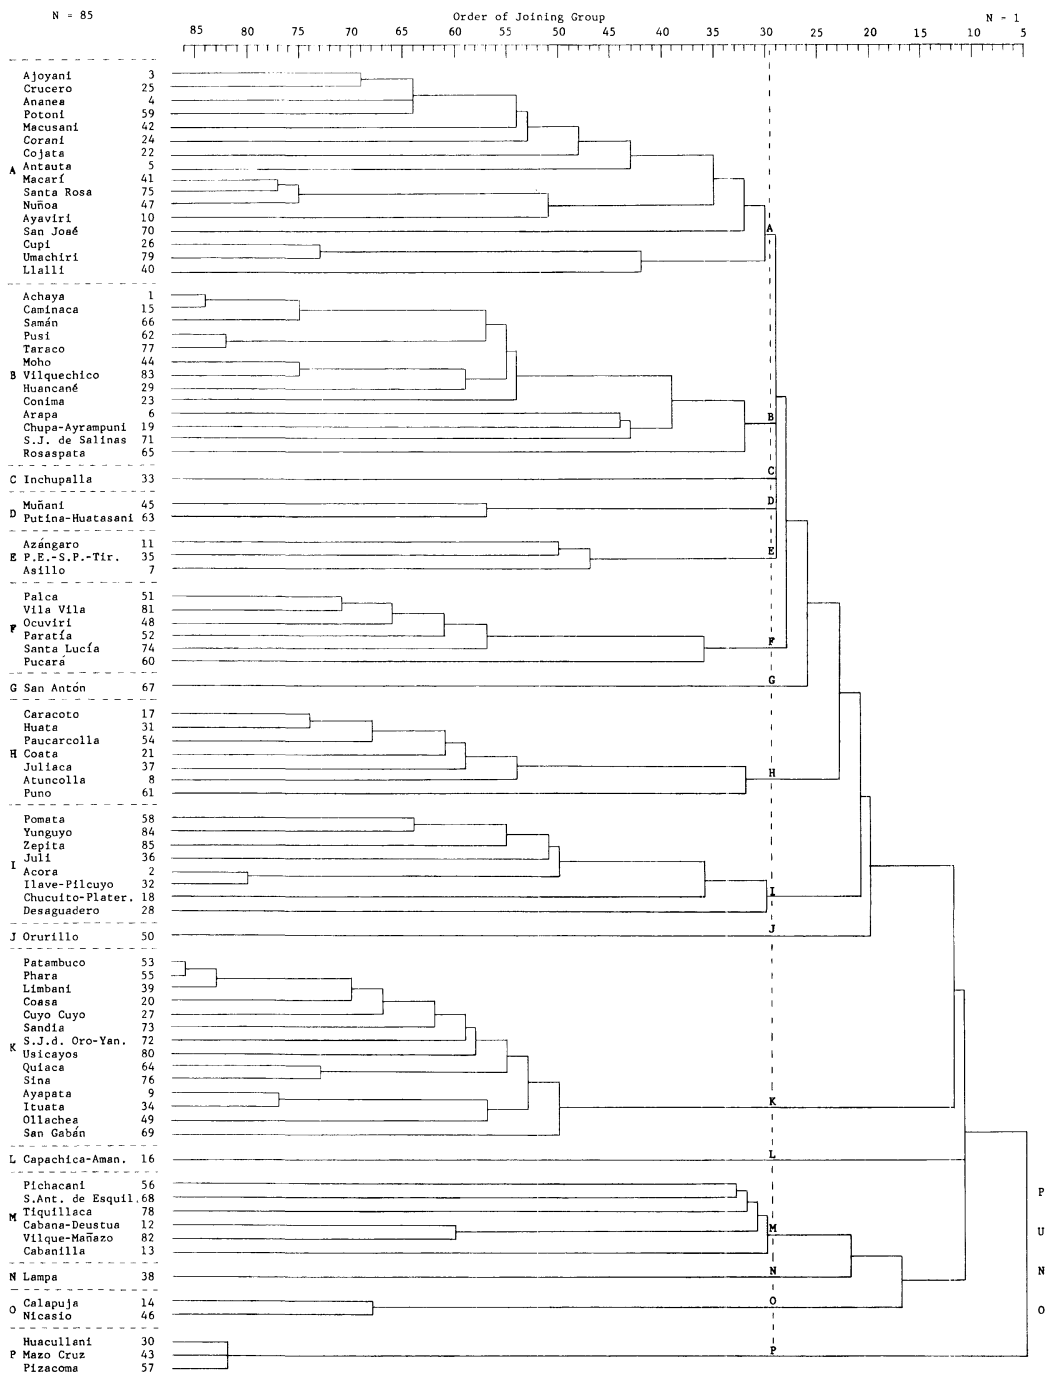 N = 85 Order of Joining Group N - 1
85 80 75 70 65 60 55 50 45 40 35 30 25 20 15 10 5
Ajoyani 3
Crucero 25
Ananea 4
Potoni 59
Macusani 42
Corani 24
Cojata 22
A Antauta 5
Macarí 41
Santa Rosa 75
Nuñoa 47
Ayaviri 10
San José 70 A
Cupi 26
Umachiri 79
Llalli 40
Achaya 1
Caminaca 15
Samán 66
Pusi 62
Taraco 77
Moho 44
B Vilquechico 83
Huancané 29
Conima 23
Arapa 6 B
Chupa-Ayrampuni 19
S.J. de Salinas 71
Rosaspata 65
C Inchupalla 33 C
D Muñani 45 D
Putina-Huatasani 63
Azángaro 11
E P.E.-S.P.-Tir. 35 E
Asillo 7
Palca 51
Vila Vila 81
Ocuviri 48
F Paratía 52 F
Santa Lucía 74
Pucará 60
G San Antón 67 G
Caracoto 17
Huata 31
Paucarcolla 54
H Coata 21
Juliaca 37 H
Atuncolla 8
Puno 61
Pomata 58
Yunguyo 84
Zepita 85
Juli 36
I Acora 2
Ilave-Pilcuyo 32
Chucuito-Plater. 18 I
Desaguadero 28
J Orurillo 50 J
Patambuco 53
Phara 55
Limbani 39
Coasa 20
Cuyo Cuyo 27
Sandia 73
S.J.d. Oro-Yan. 72
K Usicayos 80
Quiaca 64
Sina 76
Ayapata 9
Ituata 34 K
Ollachea 49
San Gabán 69
L Capachica-Aman. 16 L
Pichacani 56 P
S.Ant. de Esquil. 68
M Tiquillaca 78
Cabana-Deustua 12 M U
Vilque-Mañazo 82
Cabanilla 13
N Lampa 38 N N
O Calapuja 14 O O
Nicasio 46
Huacullani 30
P Mazo Cruz 43 P
Pizacoma 57